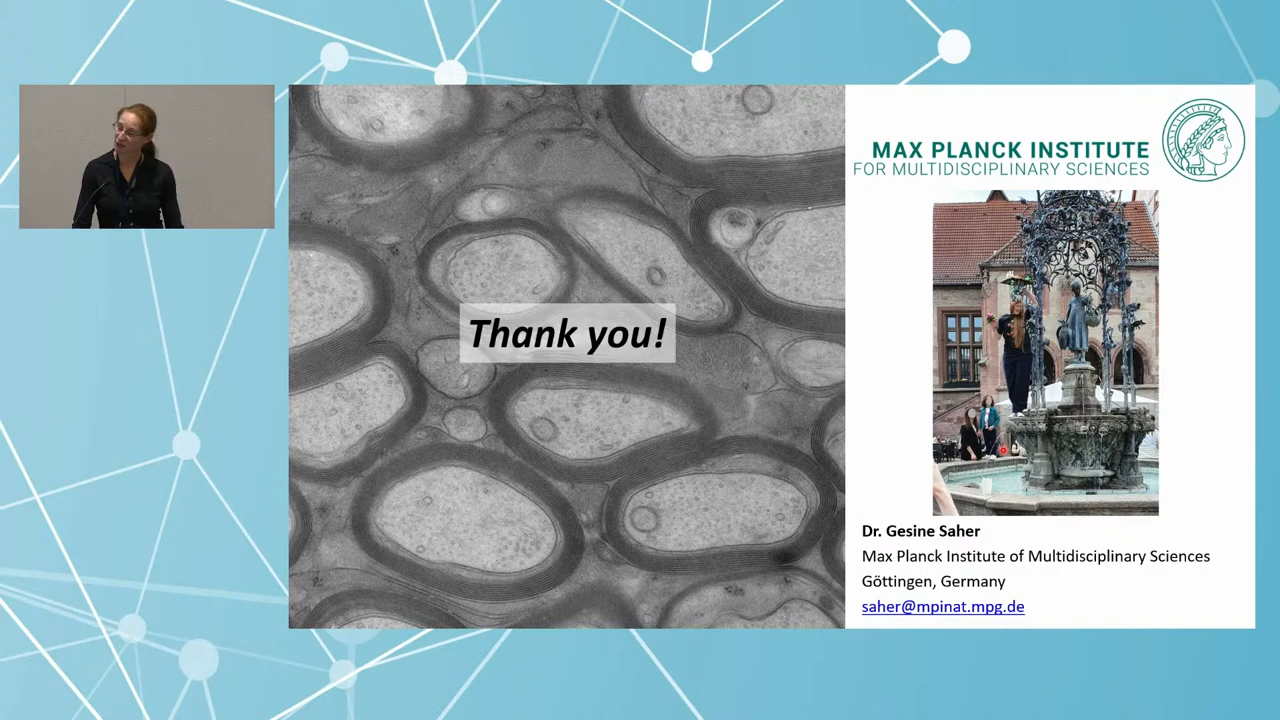 Thank you!
MAX PLANCK INSTITUTE
FOR MULTIDISCIPLINARY SCIENCES
Dr. Gesine Saher
Max Planck Institute of Multidisciplinary Sciences
Göttingen, Germany
saher@mpinat.mpg.de